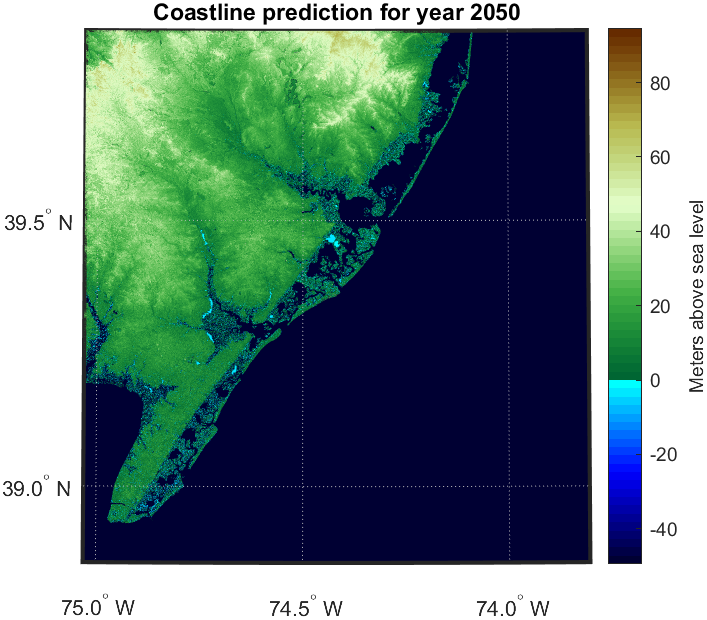 Coastline prediction for year 2050
39.5° N
39.0° N
75.0° W
74.5° W
74.0° W
80
60
40
20
0
-20
-40
Meters above sea level